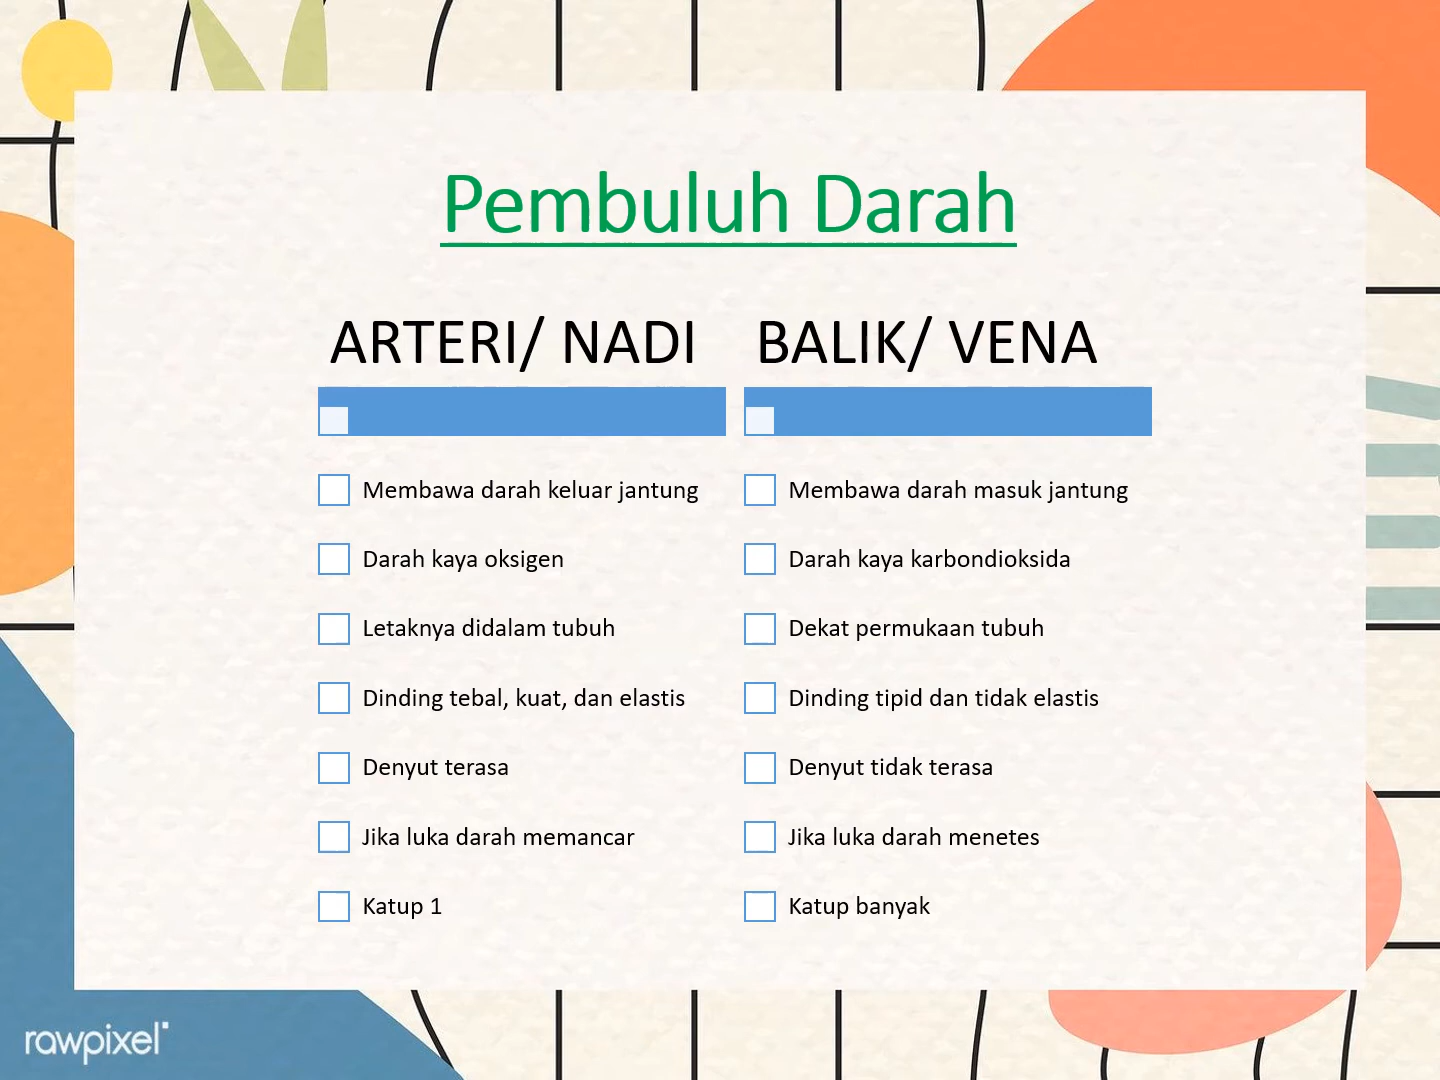 Pembuluh Darah
ARTERI/ NADI
Membawa darah keluar jantung
Darah kaya oksigen
Letaknya didalam tubuh
Dinding tebal, kuat, dan elastis
Denyut terasa
Jika luka darah memancar
Katup 1
BALIK/ VENA
Membawa darah masuk jantung
Darah kaya karbondioksida
Dekat permukaan tubuh
Dinding tipid dan tidak elastis
Denyut tidak terasa
Jika luka darah menetes
Katup banyak
rawpixel